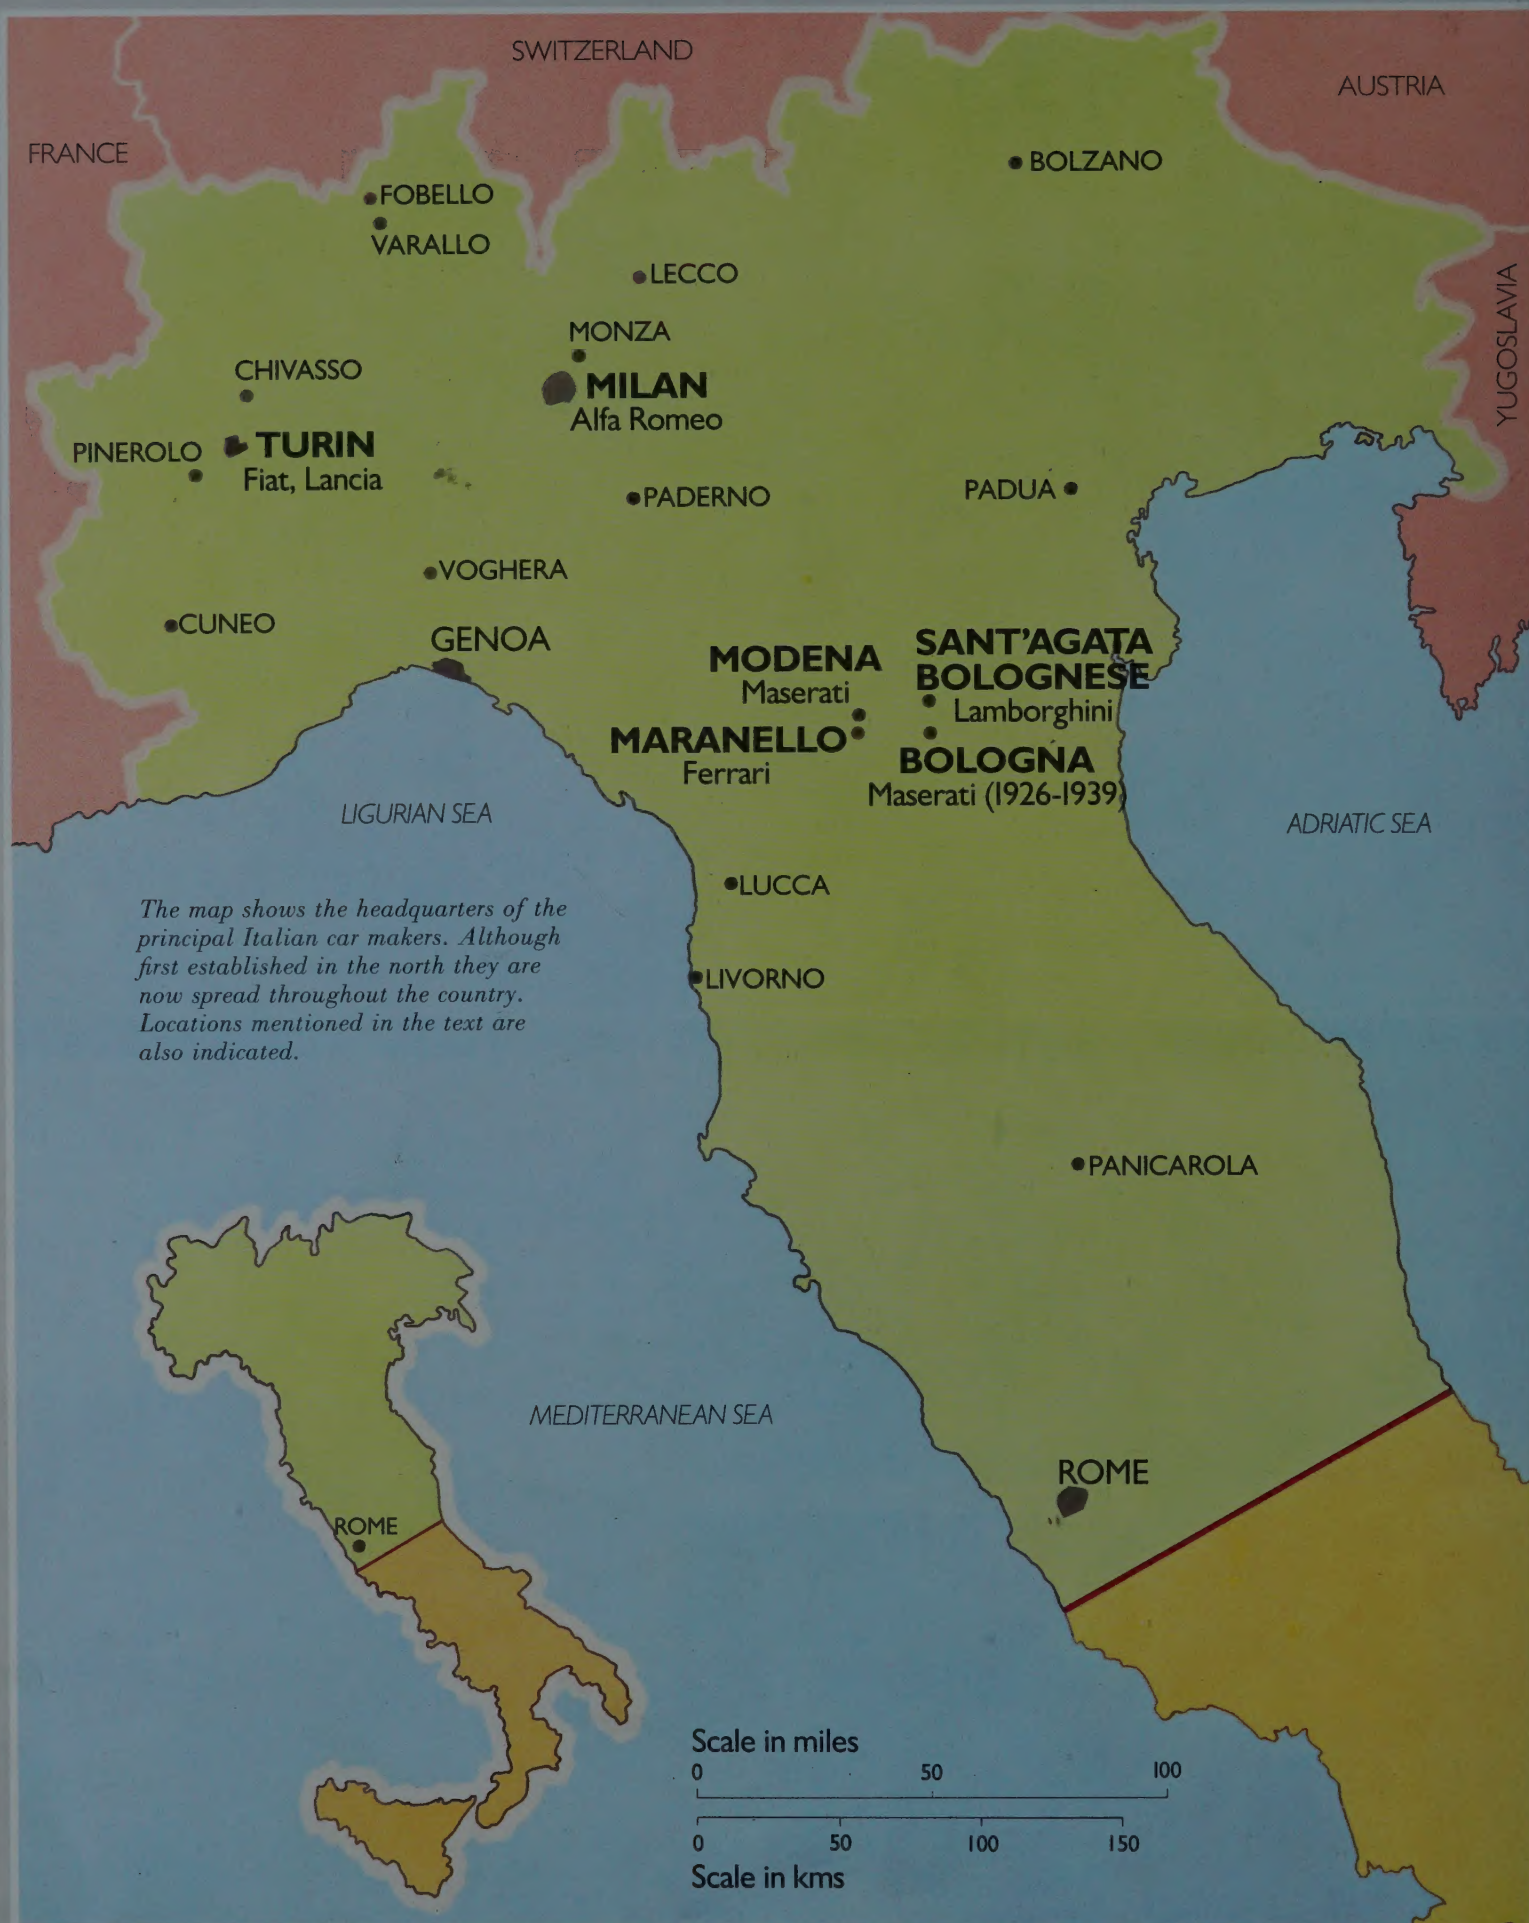 SWITZERLAND
AUSTRIA
FRANCE
BOLZANO
FOBELLO
VARALLO
LECCO
YUGOSLAVIA
MONZA
CHIVASSO
MILAN
Alfa Romeo
PINEROLO
TURIN
Fiat, Lancia
PADERNO
PADUA
VOGHERA
CUNEO
GENOA
MODENA
Maserati
SANT'AGATA
BOLOGNESE
Lamborghini
MARANELLO
Ferrari
BOLOGNA
Maserati (1926-1939)
LIGURIAN SEA
ADRIATIC SEA
LUCCA
The map shows the headquarters of the
principal Italian car makers. Although
first established in the north they are
now spread throughout the country.
Locations mentioned in the text are
also indicated.
LIVORNO
PANICAROLA
MEDITERRANEAN SEA
ROME
ROME
Scale in miles
0 50 100
0 50 100 150
Scale in kms